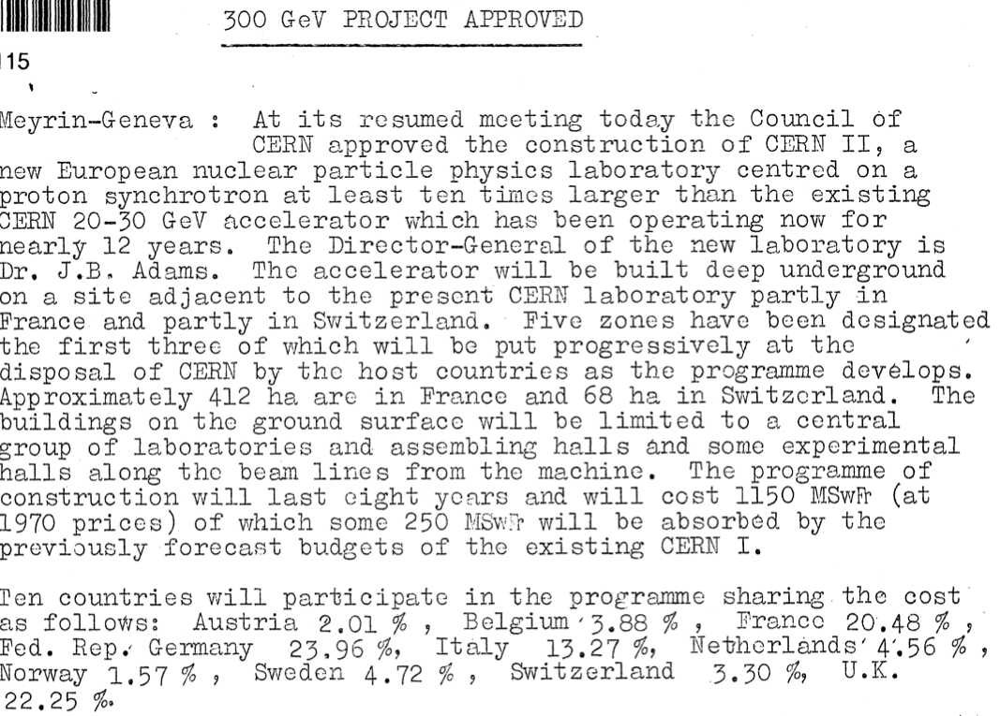 300 GeV PROJECT APPROVED
115
Meyrin-Geneva : At its resumed meeting today the Council of
CERN approved the construction of CERN II, a
new European nuclear particle physics laboratory centred on a
proton synchrotron at least ten times larger than the existing
CERN 20-30 GeV accelerator which has been operating now for
nearly 12 years. The Director-General of the new laboratory is
Dr. J.B. Adams. The accelerator will be built deep underground
on a site adjacent to the present CERN laboratory partly in
France and partly in Switzerland. Five zones have been designated
the first three of which will be put progressively at the
disposal of CERN by the host countries as the programme develops.
Approximately 412 ha are in France and 68 ha in Switzerland. The
buildings on the ground surface will be limited to a central
group of laboratories and assembling halls and some experimental
halls along the beam lines from the machine. The programme of
construction will last eight years and will cost 1150 MSwFr (at
1970 prices) of which some 250 MSwFr will be absorbed by the
previously forecast budgets of the existing CERN I.
Ten countries will participate in the programme sharing the cost
as follows: Austria 2.01 % , Belgium 3.88 % , France 20.48 % ,
Fed. Rep. Germany 23.96 %, Italy 13.27 %, Netherlands 4.56 % ,
Norway 1.57 % , Sweden 4.72 % , Switzerland 3.30 %, U.K.
22.25 %.